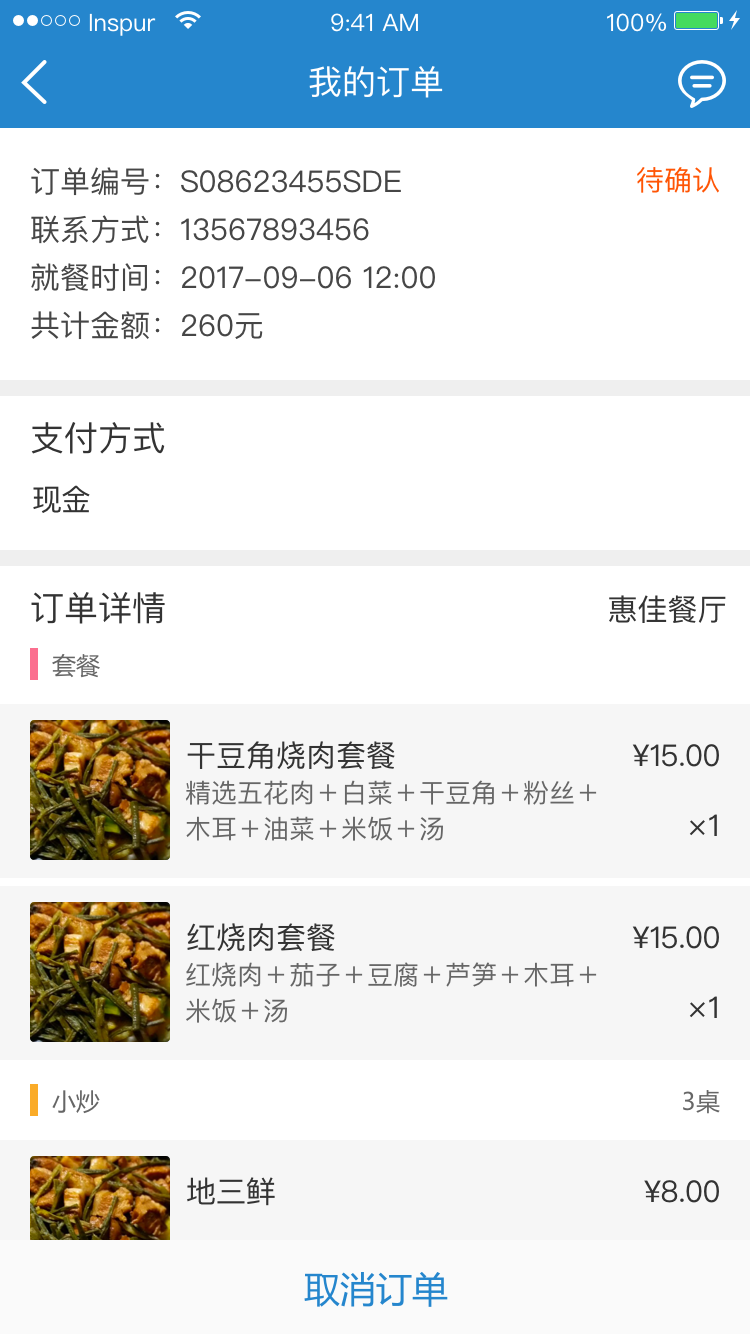 Inspur 9:41 AM 100%
我的订单
订单编号：S08623455SDE 待确认
联系方式：13567893456
就餐时间：2017-09-06 12:00
共计金额：260元
支付方式
现金
订单详情 惠佳餐厅
套餐
干豆角烧肉套餐 ¥15.00
精选五花肉＋白菜＋干豆角＋粉丝＋
木耳＋油菜＋米饭＋汤 ×1
红烧肉套餐 ¥15.00
红烧肉＋茄子＋豆腐＋芦笋＋木耳＋
米饭＋汤 ×1
小炒 3桌
地三鲜 ¥8.00
取消订单